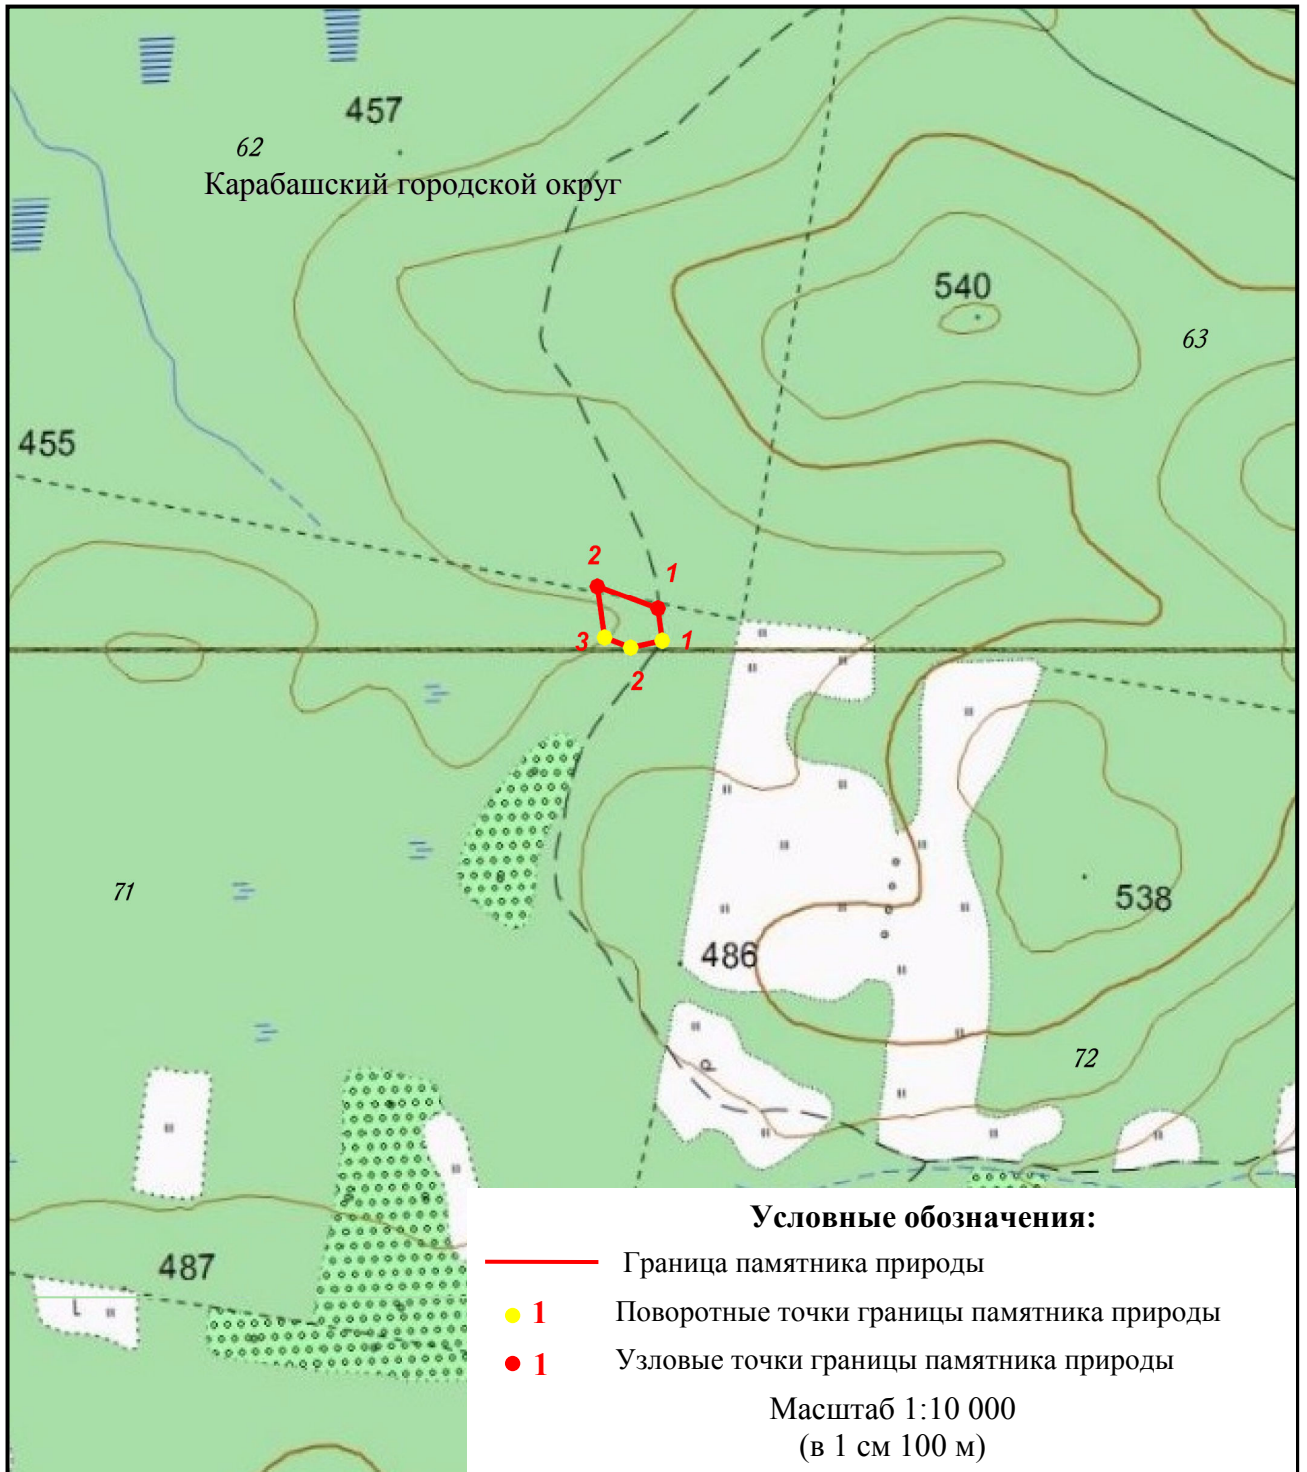 457
62
Карабашский городской округ
540
63
455
2
1
3
1
2
71
538
486
72
487
Условные обозначения:
Граница памятника природы
1 Поворотные точки границы памятника природы
1 Узловые точки границы памятника природы
Масштаб 1:10 000
(в 1 см 100 м)